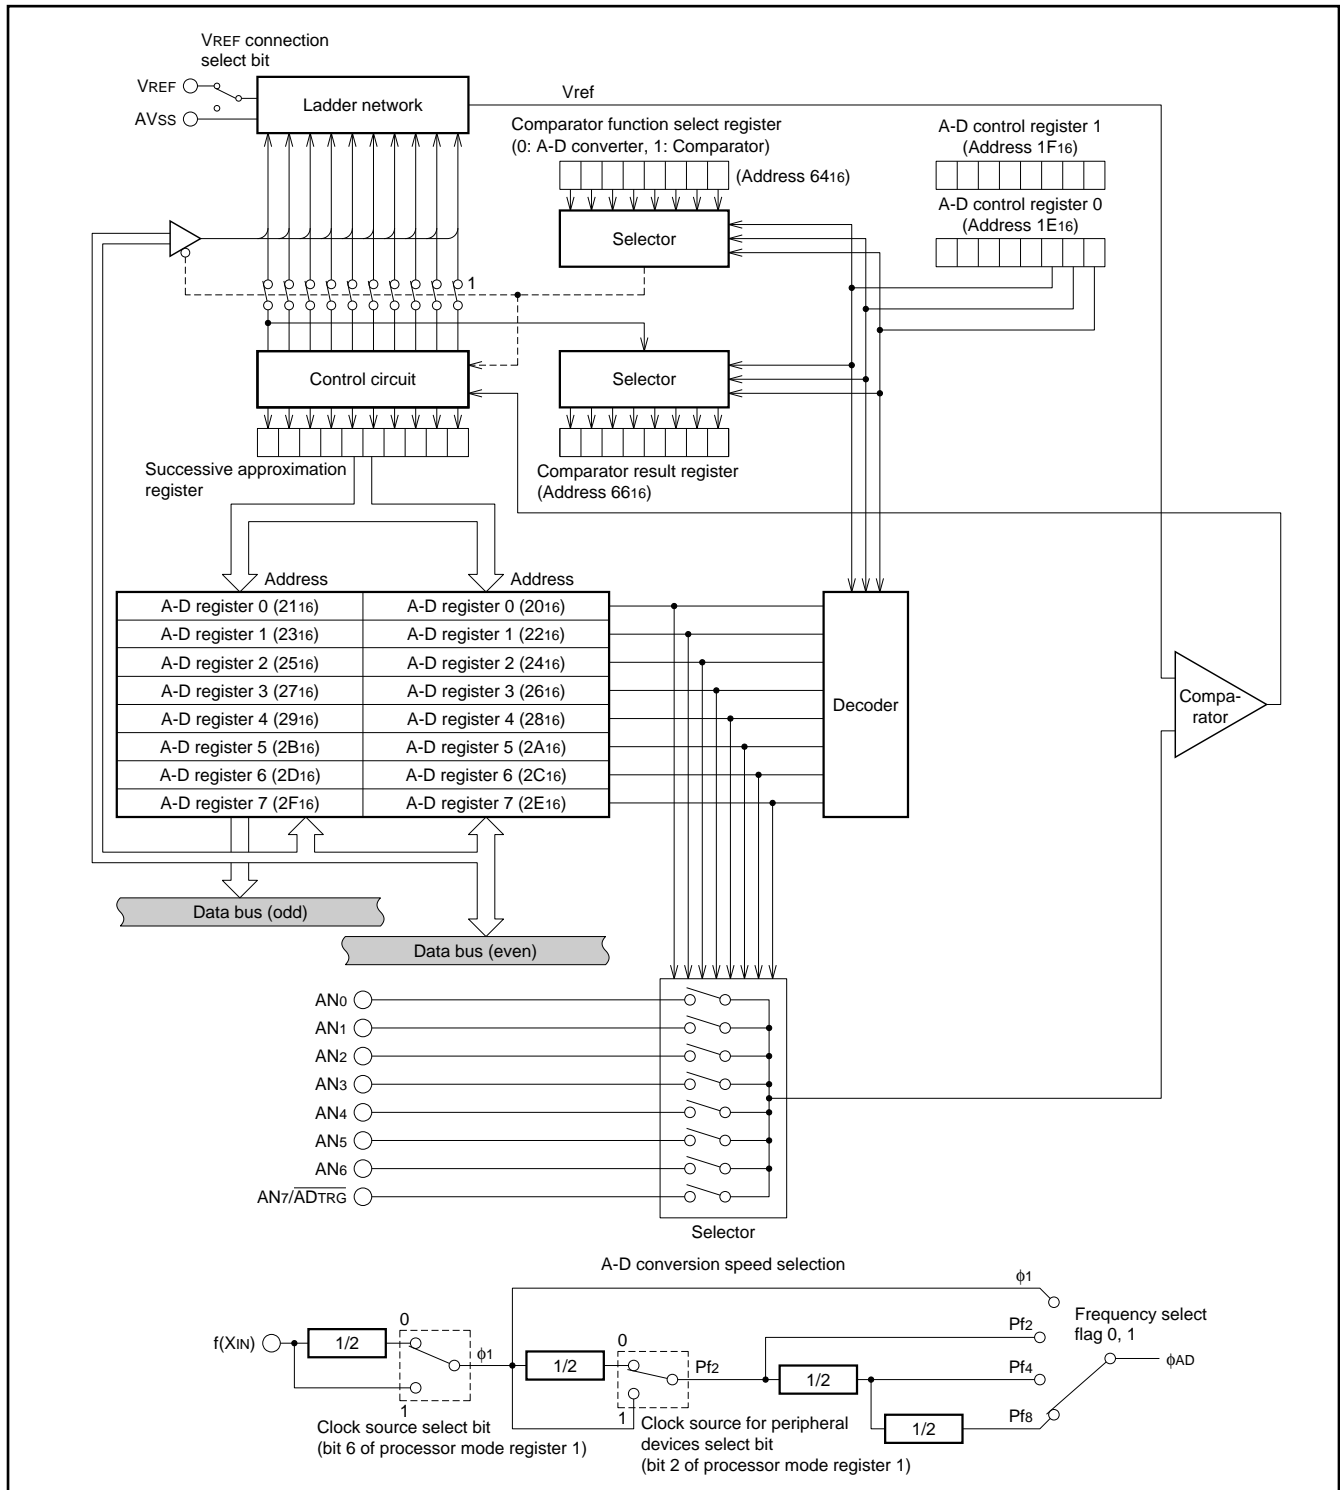 VREF connection
select bit
VREF
AVSS
Ladder network
Vref
Comparator function select register
(0: A-D converter, 1: Comparator)
(Address 6416)
A-D control register 1
(Address 1F16)
A-D control register 0
(Address 1E16)
Selector
1
Control circuit
Selector
Successive approximation
register
Comparator result register
(Address 6616)
Address
Address
A-D register 0 (2116)
A-D register 0 (2016)
A-D register 1 (2316)
A-D register 1 (2216)
A-D register 2 (2516)
A-D register 2 (2416)
A-D register 3 (2716)
A-D register 3 (2616)
A-D register 4 (2916)
A-D register 4 (2816)
A-D register 5 (2B16)
A-D register 5 (2A16)
A-D register 6 (2D16)
A-D register 6 (2C16)
A-D register 7 (2F16)
A-D register 7 (2E16)
Decoder
Compa-
rator
Data bus (odd)
Data bus (even)
AN0
AN1
AN2
AN3
AN4
AN5
AN6
AN7/ADTRG
Selector
A-D conversion speed selection
f(XIN)
1/2
0
1
ϕ1
Clock source select bit
(bit 6 of processor mode register 1)
1/2
0
1
Pf2
Clock source for peripheral
devices select bit
(bit 2 of processor mode register 1)
1/2
1/2
ϕ1
Pf2
Pf4
Pf8
Frequency select
flag 0, 1
ϕAD